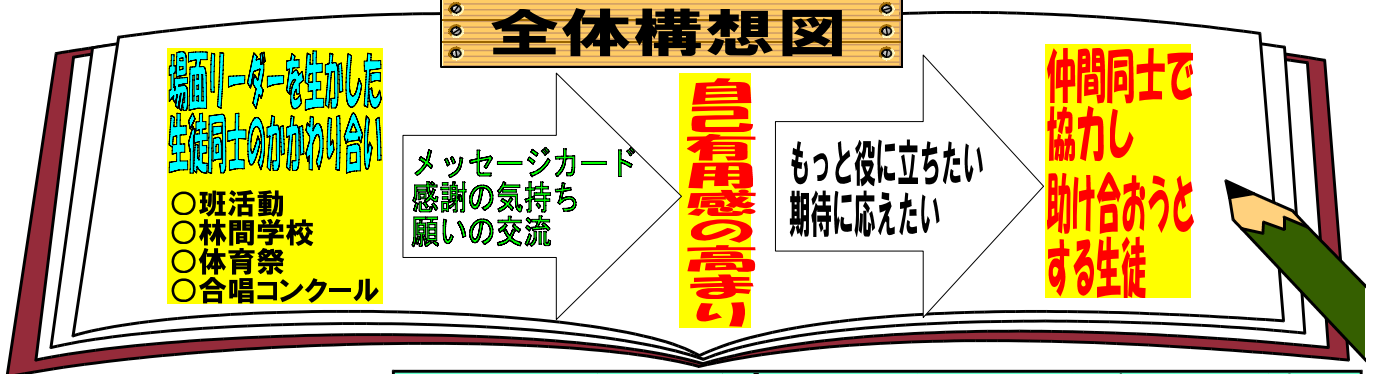 全体構想図
場面リーダーを生かした
生徒同士のかかわり合い
○班活動
○林間学校
○体育祭
○合唱コンクール
メッセージカード
感謝の気持ち
願いの交流
自己有用感の高まり
もっと役に立ちたい
期待に応えたい
仲間同士で
協力し
助け合おうと
する生徒